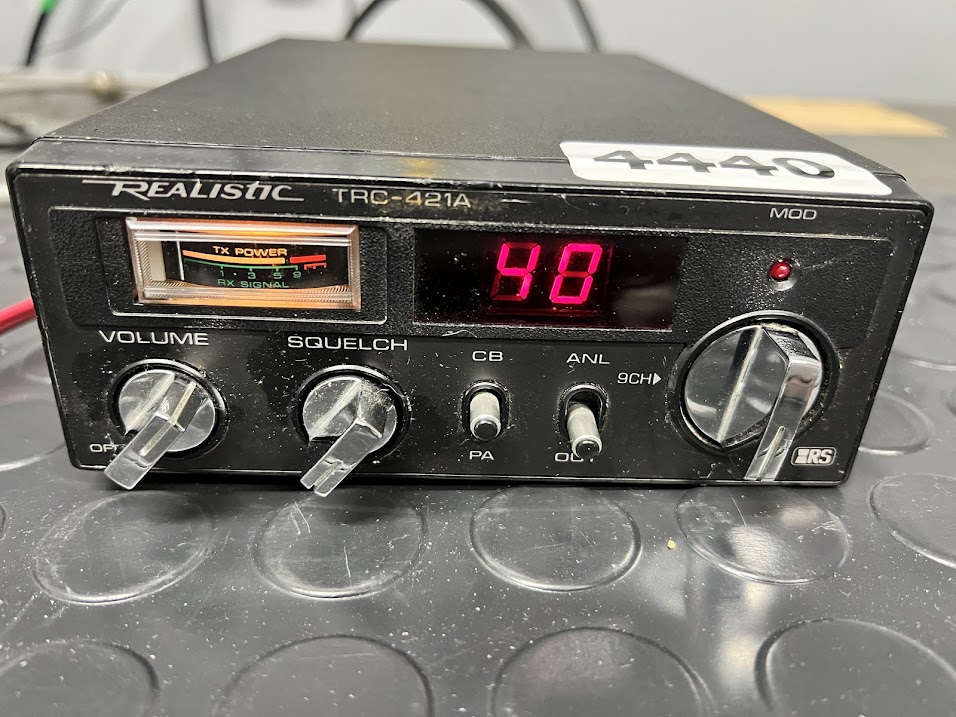 4440
REALISTIC TRC-421A
MOD
TX POWER
1 3 5 9
RX SIGNAL
40
VOLUME
SQUELCH
CB
ANL
9CH
PA
RS